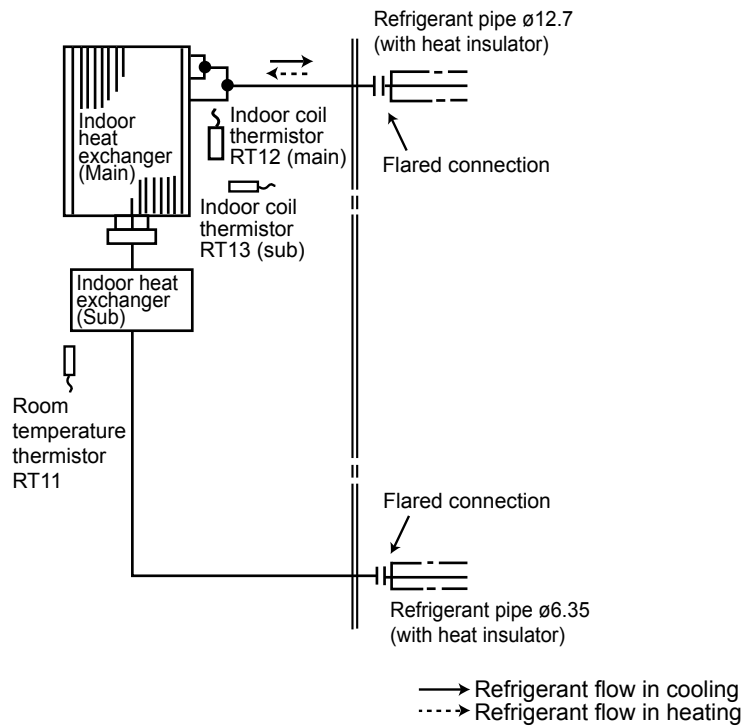 Refrigerant pipe ø12.7
(with heat insulator)
Indoor
heat
exchanger
(Main)
Indoor coil
thermistor
RT12 (main)
Flared connection
Indoor coil
thermistor
RT13 (sub)
Indoor heat
exchanger
(Sub)
Room
temperature
thermistor
RT11
Flared connection
Refrigerant pipe ø6.35
(with heat insulator)
Refrigerant flow in cooling
Refrigerant flow in heating